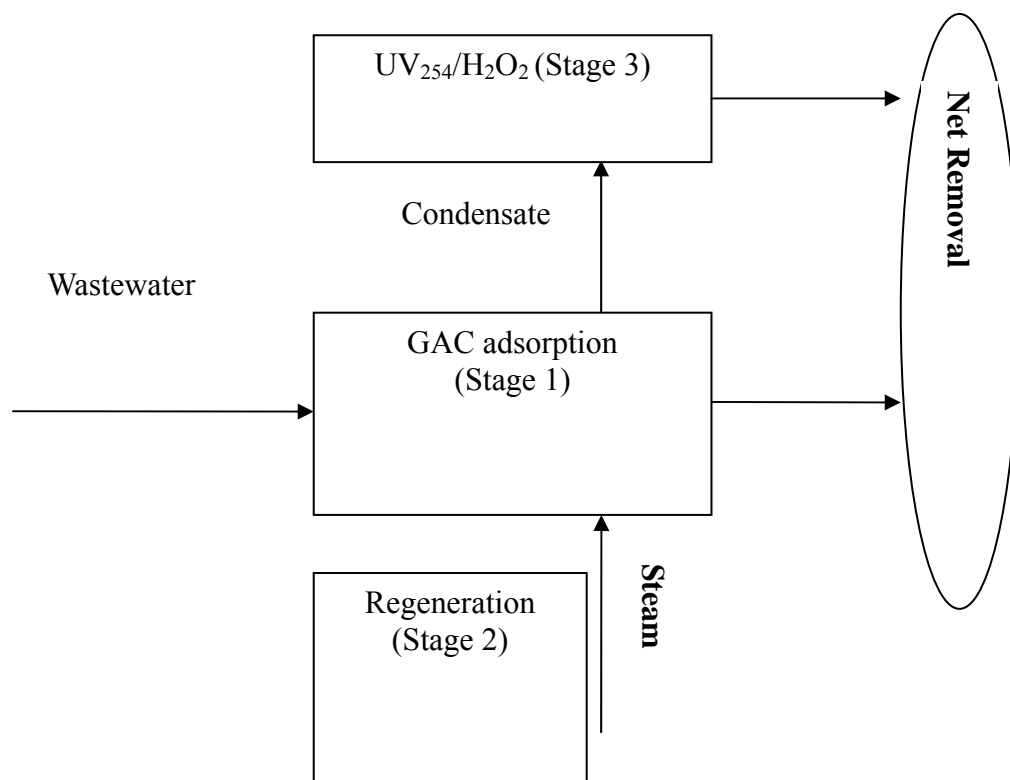 UV₂₅₄/H₂O₂ (Stage 3)
Net Removal
Condensate
Wastewater
GAC adsorption
(Stage 1)
Steam
Regeneration
(Stage 2)